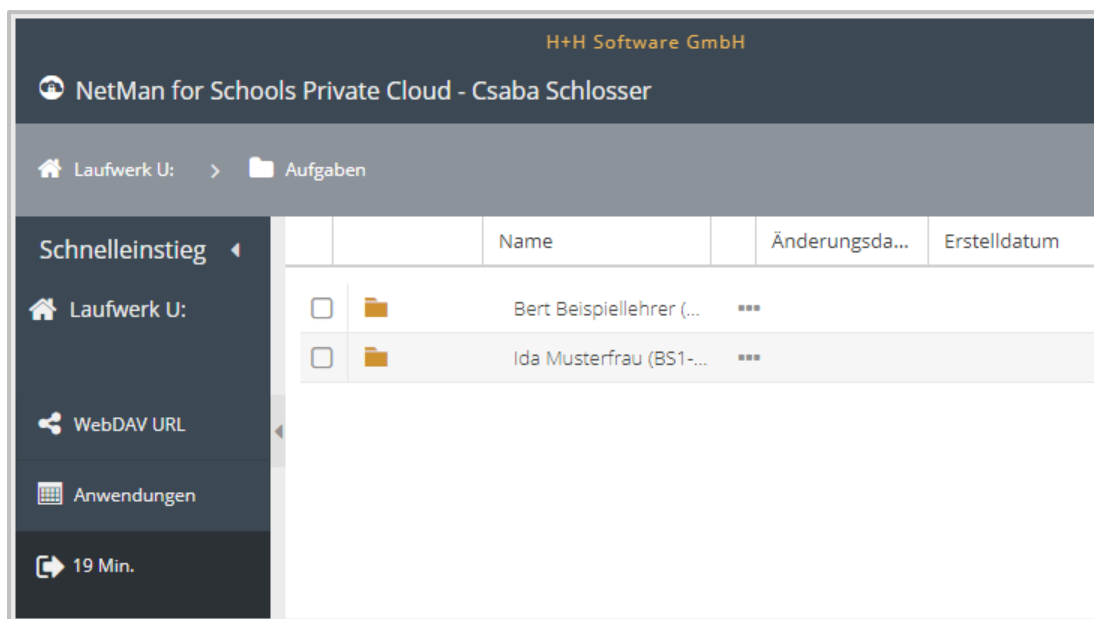 H+H Software GmbH
NetMan for Schools Private Cloud - Csaba Schlosser
Laufwerk U: > Aufgaben
Schnelleinstieg
Name Änderungsda... Erstelldatum
Laufwerk U:
Bert Beispiellehrer (...
Ida Musterfrau (BS1-...
WebDAV URL
Anwendungen
19 Min.